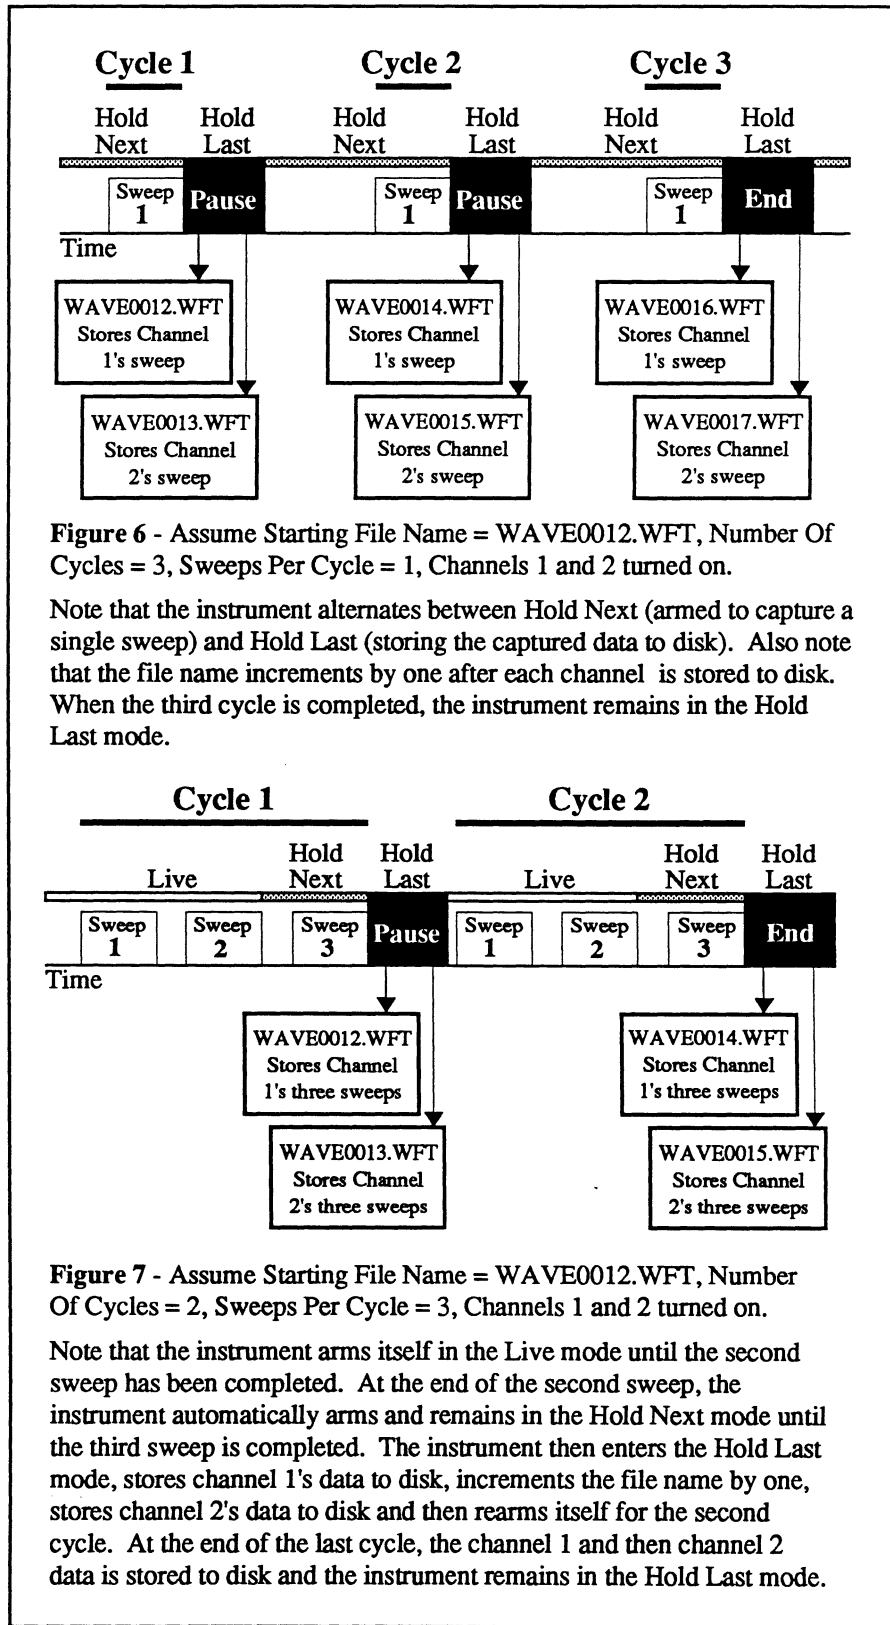 Cycle 1 Cycle 2 Cycle 3
Hold Hold Hold Hold Hold Hold
Next Last Next Last Next Last
Sweep Pause Sweep Pause Sweep End
1 1 1
Time
WAVE0012.WFT WAVE0014.WFT WAVE0016.WFT
Stores Channel Stores Channel Stores Channel
1's sweep 1's sweep 1's sweep
WAVE0013.WFT WAVE0015.WFT WAVE0017.WFT
Stores Channel Stores Channel Stores Channel
2's sweep 2's sweep 2's sweep
Figure 6 - Assume Starting File Name = WAVE0012.WFT, Number Of
Cycles = 3, Sweeps Per Cycle = 1, Channels 1 and 2 turned on.
Note that the instrument alternates between Hold Next (armed to capture a
single sweep) and Hold Last (storing the captured data to disk). Also note
that the file name increments by one after each channel is stored to disk.
When the third cycle is completed, the instrument remains in the Hold
Last mode.
Cycle 1 Cycle 2
Hold Hold Hold Hold
Live Next Last Live Next Last
Sweep Sweep Sweep Pause Sweep Sweep Sweep End
1 2 3 1 2 3
Time
WAVE0012.WFT WAVE0014.WFT
Stores Channel Stores Channel
1's three sweeps 1's three sweeps
WAVE0013.WFT WAVE0015.WFT
Stores Channel Stores Channel
2's three sweeps 2's three sweeps
Figure 7 - Assume Starting File Name = WAVE0012.WFT, Number
Of Cycles = 2, Sweeps Per Cycle = 3, Channels 1 and 2 turned on.
Note that the instrument arms itself in the Live mode until the second
sweep has been completed. At the end of the second sweep, the
instrument automatically arms and remains in the Hold Next mode until
the third sweep is completed. The instrument then enters the Hold Last
mode, stores channel 1's data to disk, increments the file name by one,
stores channel 2's data to disk and then rearms itself for the second
cycle. At the end of the last cycle, the channel 1 and then channel 2
data is stored to disk and the instrument remains in the Hold Last mode.